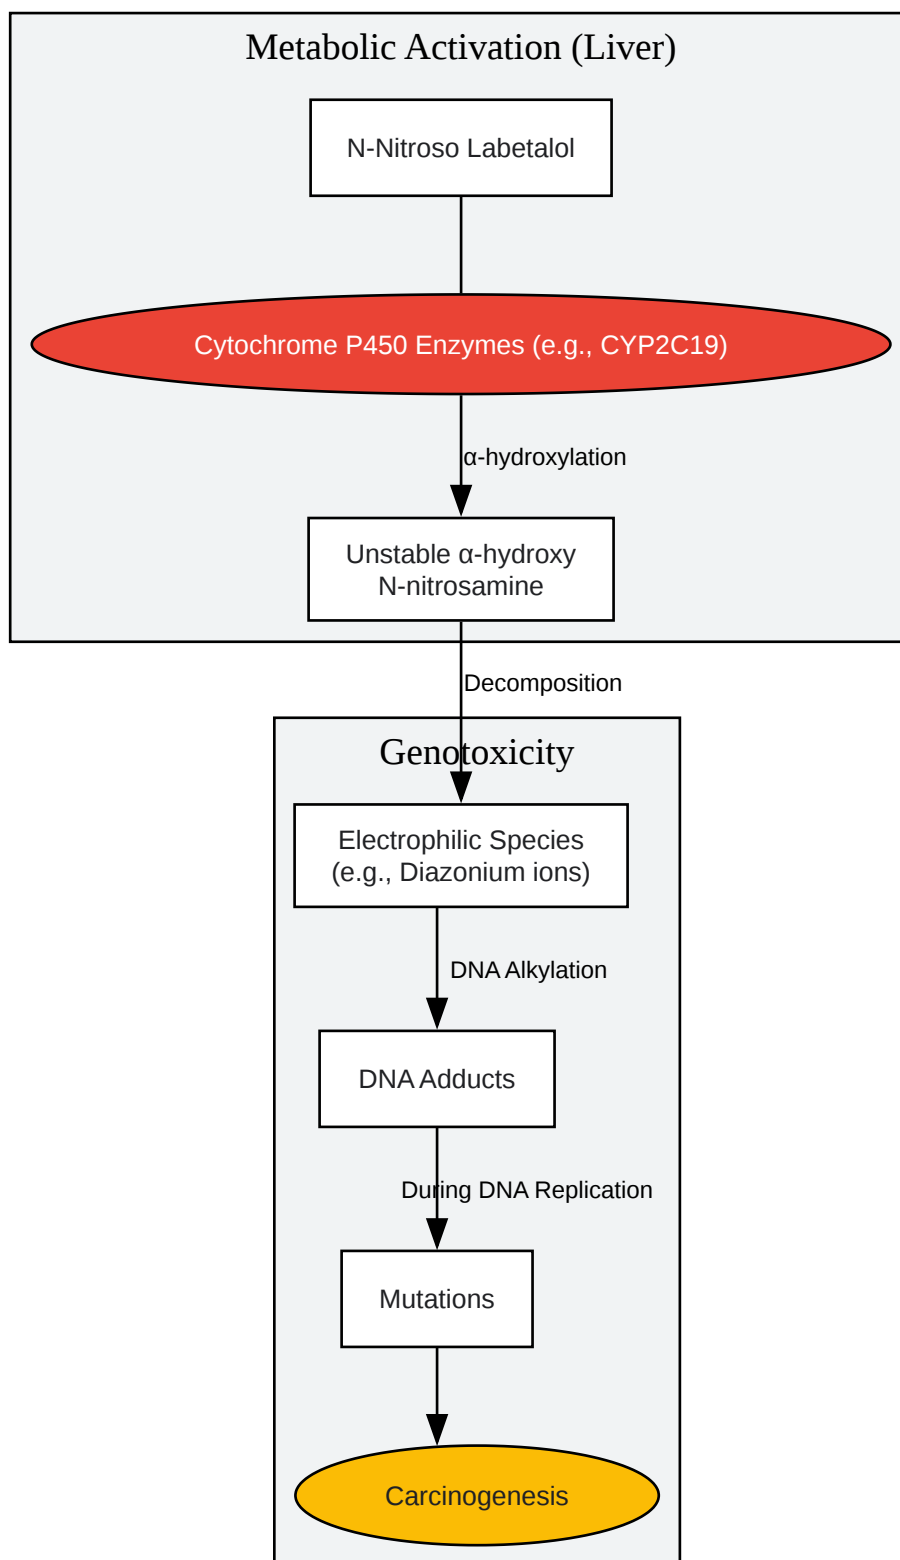 Metabolic Activation (Liver)
N-Nitroso Labetalol
Cytochrome P450 Enzymes (e.g., CYP2C19)
α-hydroxylation
Unstable α-hydroxy
N-nitrosamine
Decomposition
Genotoxicity
Electrophilic Species
(e.g., Diazonium ions)
DNA Alkylation
DNA Adducts
During DNA Replication
Mutations
Carcinogenesis